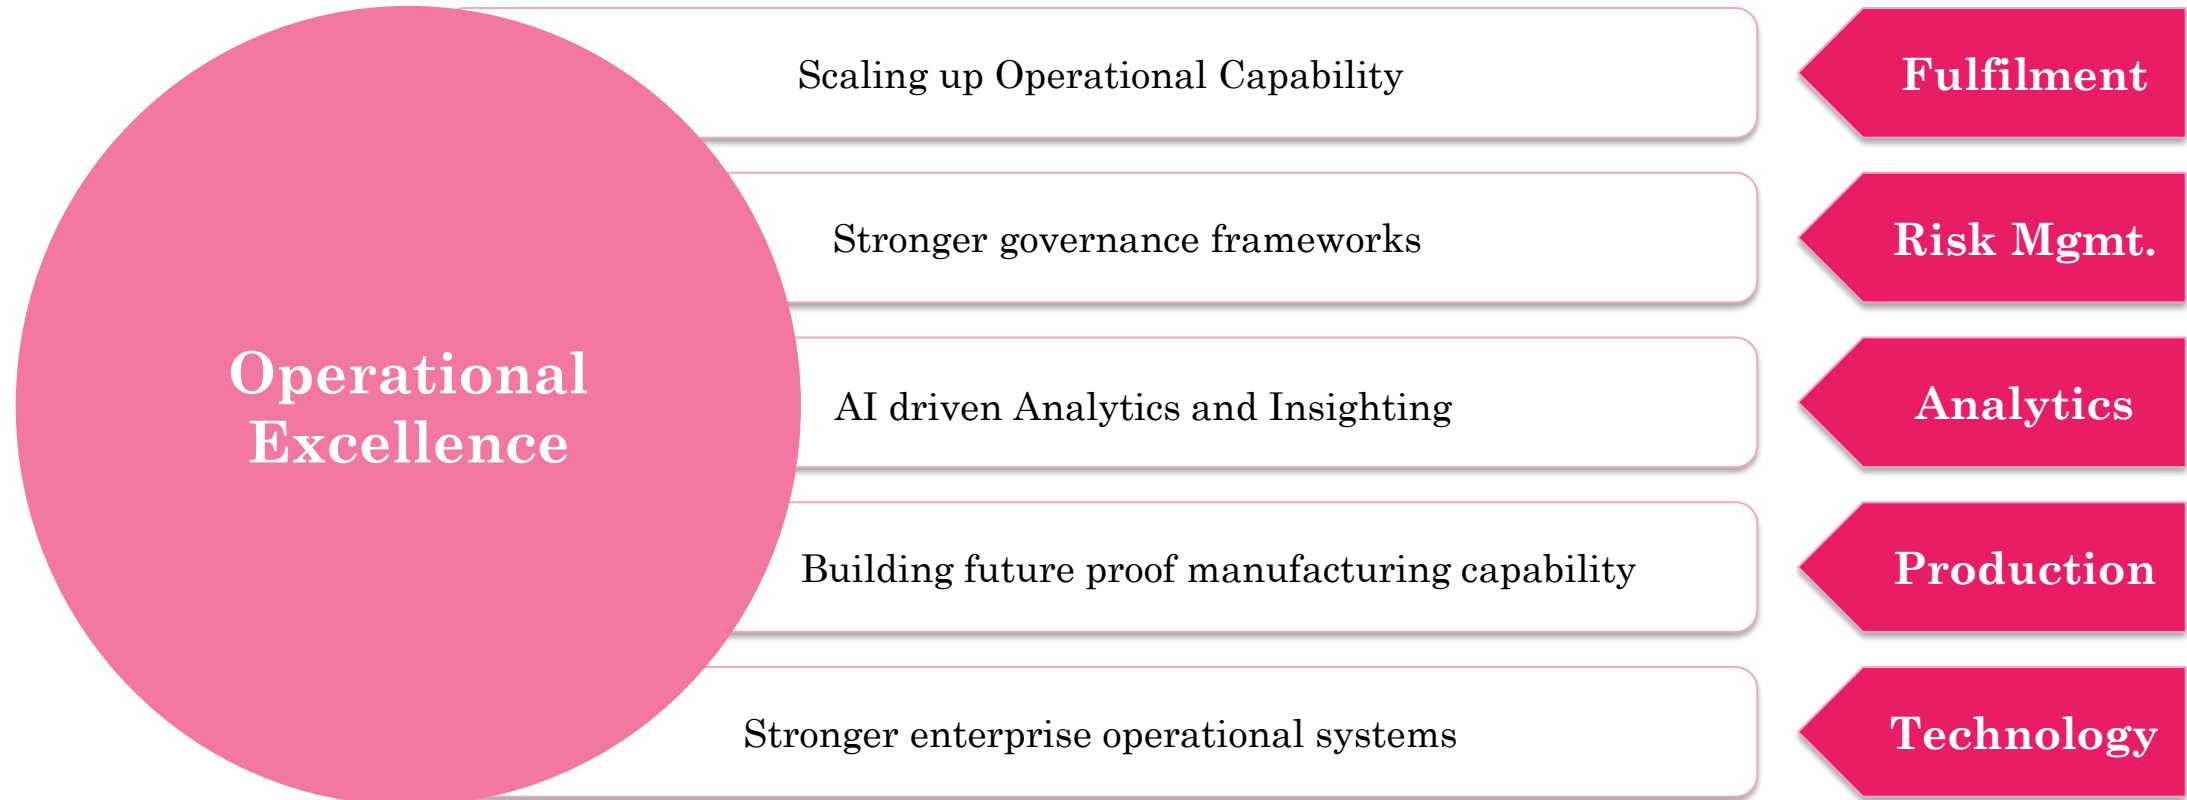 Operational
Excellence
Scaling up Operational Capability
Fulfilment
Stronger governance frameworks
Risk Mgmt.
AI driven Analytics and Insighting
Analytics
Building future proof manufacturing capability
Production
Stronger enterprise operational systems
Technology